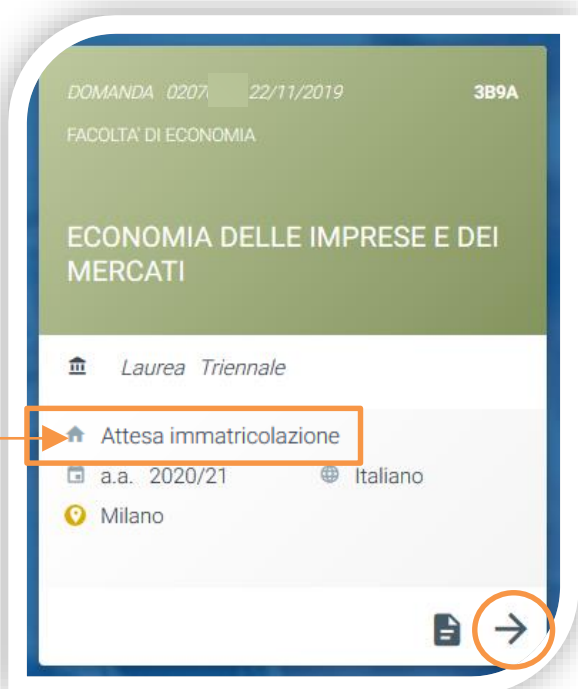 DOMANDA 0207 22/11/2019 3B9A
FACOLTA' DI ECONOMIA
ECONOMIA DELLE IMPRESE E DEI
MERCATI
Laurea Triennale
Attesa immatricolazione
a.a. 2020/21 Italiano
Milano